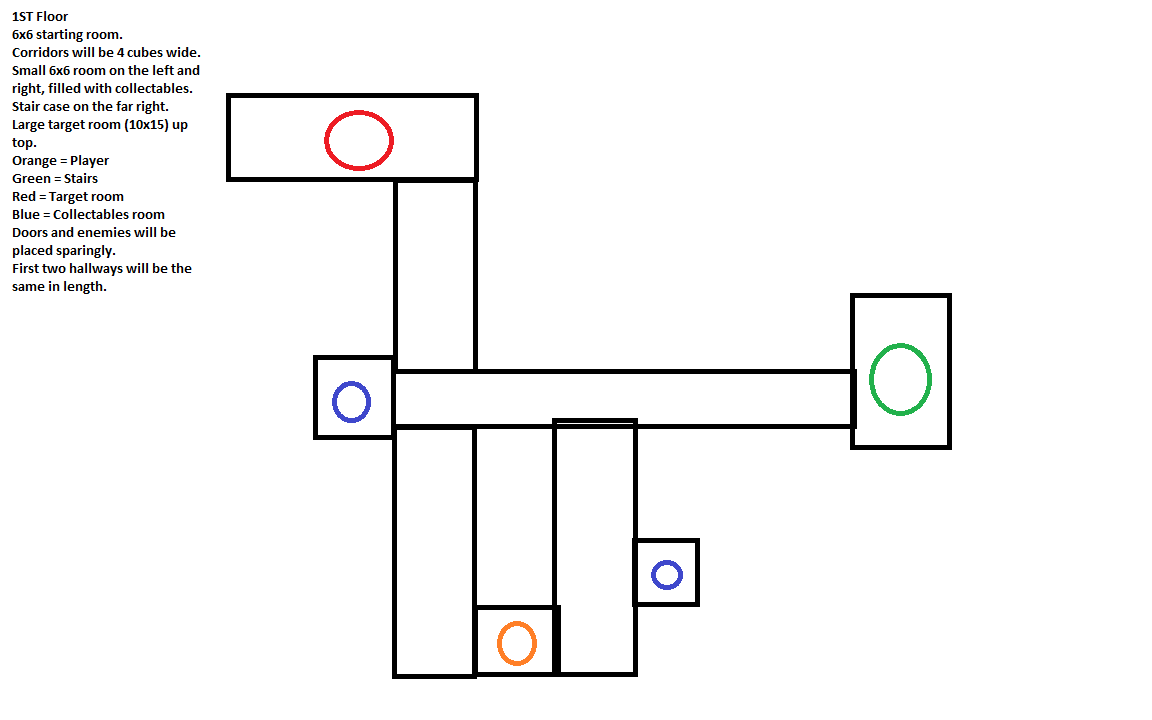 1ST Floor
6x6 starting room.
Corridors will be 4 cubes wide.
Small 6x6 room on the left and
right, filled with collectables.
Stair case on the far right.
Large target room (10x15) up
top.
Orange = Player
Green = Stairs
Red = Target room
Blue = Collectables room
Doors and enemies will be
placed sparingly.
First two hallways will be the
same in length.